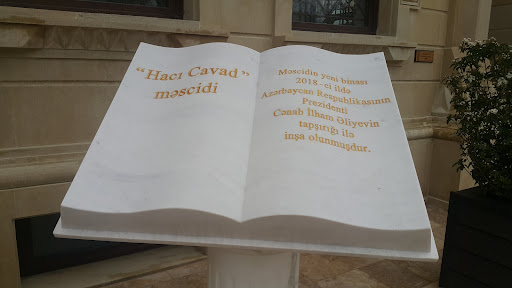 “Hacı Cavad”
məscidi
Məscidin yeni binası
2018-ci ildə
Azərbaycan Respublikasının
Prezidenti
Cənab İlham Əliyevin
tapşırığı ilə
inşa olunmuşdur.